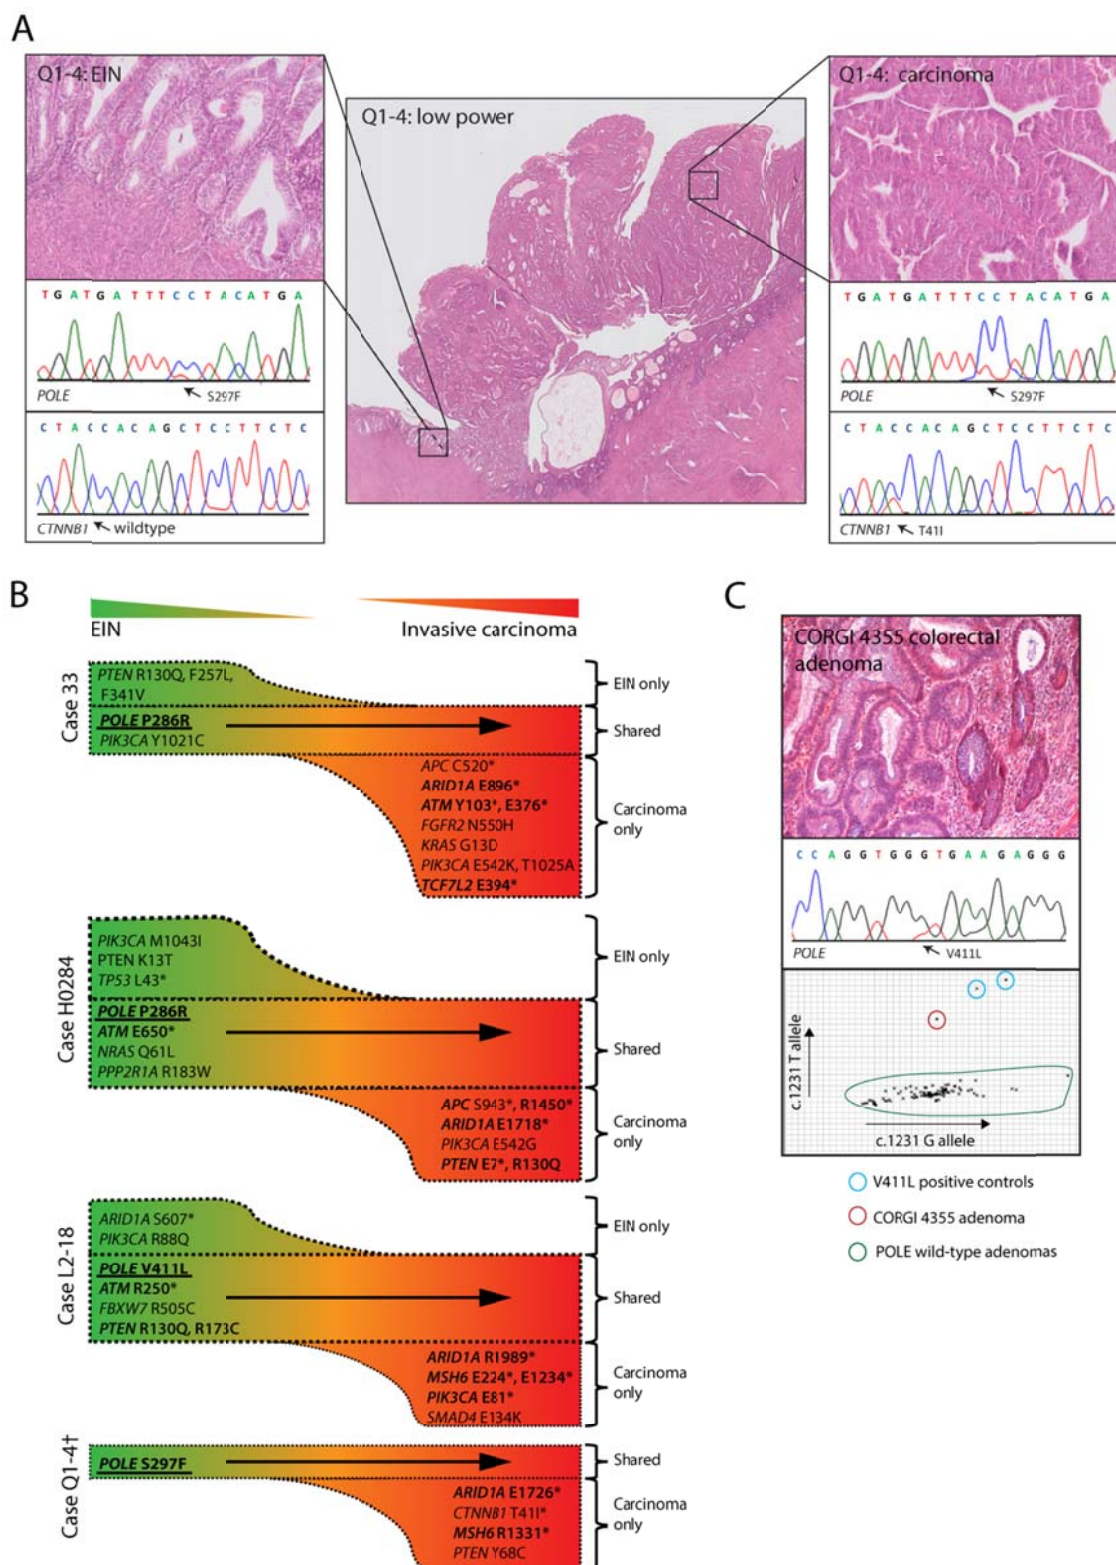 A
Q1-4: EIN
Q1-4: low power
Q1-4: carcinoma
TGATGATTTCCTACATGA
POLE
S297F
CTACCACAGCTCCTTCTC
CTNNB1
wildtype
TGATGATTTCCTACATGA
POLE
S297F
CTACCACAGCTCCTTCTC
CTNNB1
T41I
B
EIN
Invasive carcinoma
Case 33
PTEN R130Q, F257L,
F341V
EIN only
POLE P286R
PIK3CA Y1021C
Shared
APC C520*
ARID1A E896*
ATM Y103*, E376*
FGFR2 N550H
KRAS G13D
PIK3CA E542K, T1025A
TCF7L2 E394*
Carcinoma
only
Case H0284
PIK3CA M1043I
PTEN K13T
TP53 L43*
EIN only
POLE P286R
ATM E650*
NRAS Q61L
PPP2R1A R183W
Shared
APC S943*, R1450*
ARID1A E1718*
PIK3CA E542G
PTEN E7*, R130Q
Carcinoma
only
Case L2-18
ARID1A S607*
PIK3CA R88Q
EIN only
POLE V411L
ATM R250*
FBXW7 R505C
PTEN R130Q, R173C
Shared
ARID1A R1989*
MSH6 E224*, E1234*
PIK3CA E81*
SMAD4 E134K
Carcinoma
only
Case Q1-4†
POLE S297F
Shared
ARID1A E1726*
CTNNB1 T41I*
MSH6 R1331*
PTEN Y68C
Carcinoma
only
C
CORGI 4355 colorectal
adenoma
CCAGGTGGGTGAAGAGGG
POLE
V411L
c.1231 T allele
c.1231 G allele
V411L positive controls
CORGI 4355 adenoma
POLE wild-type adenomas